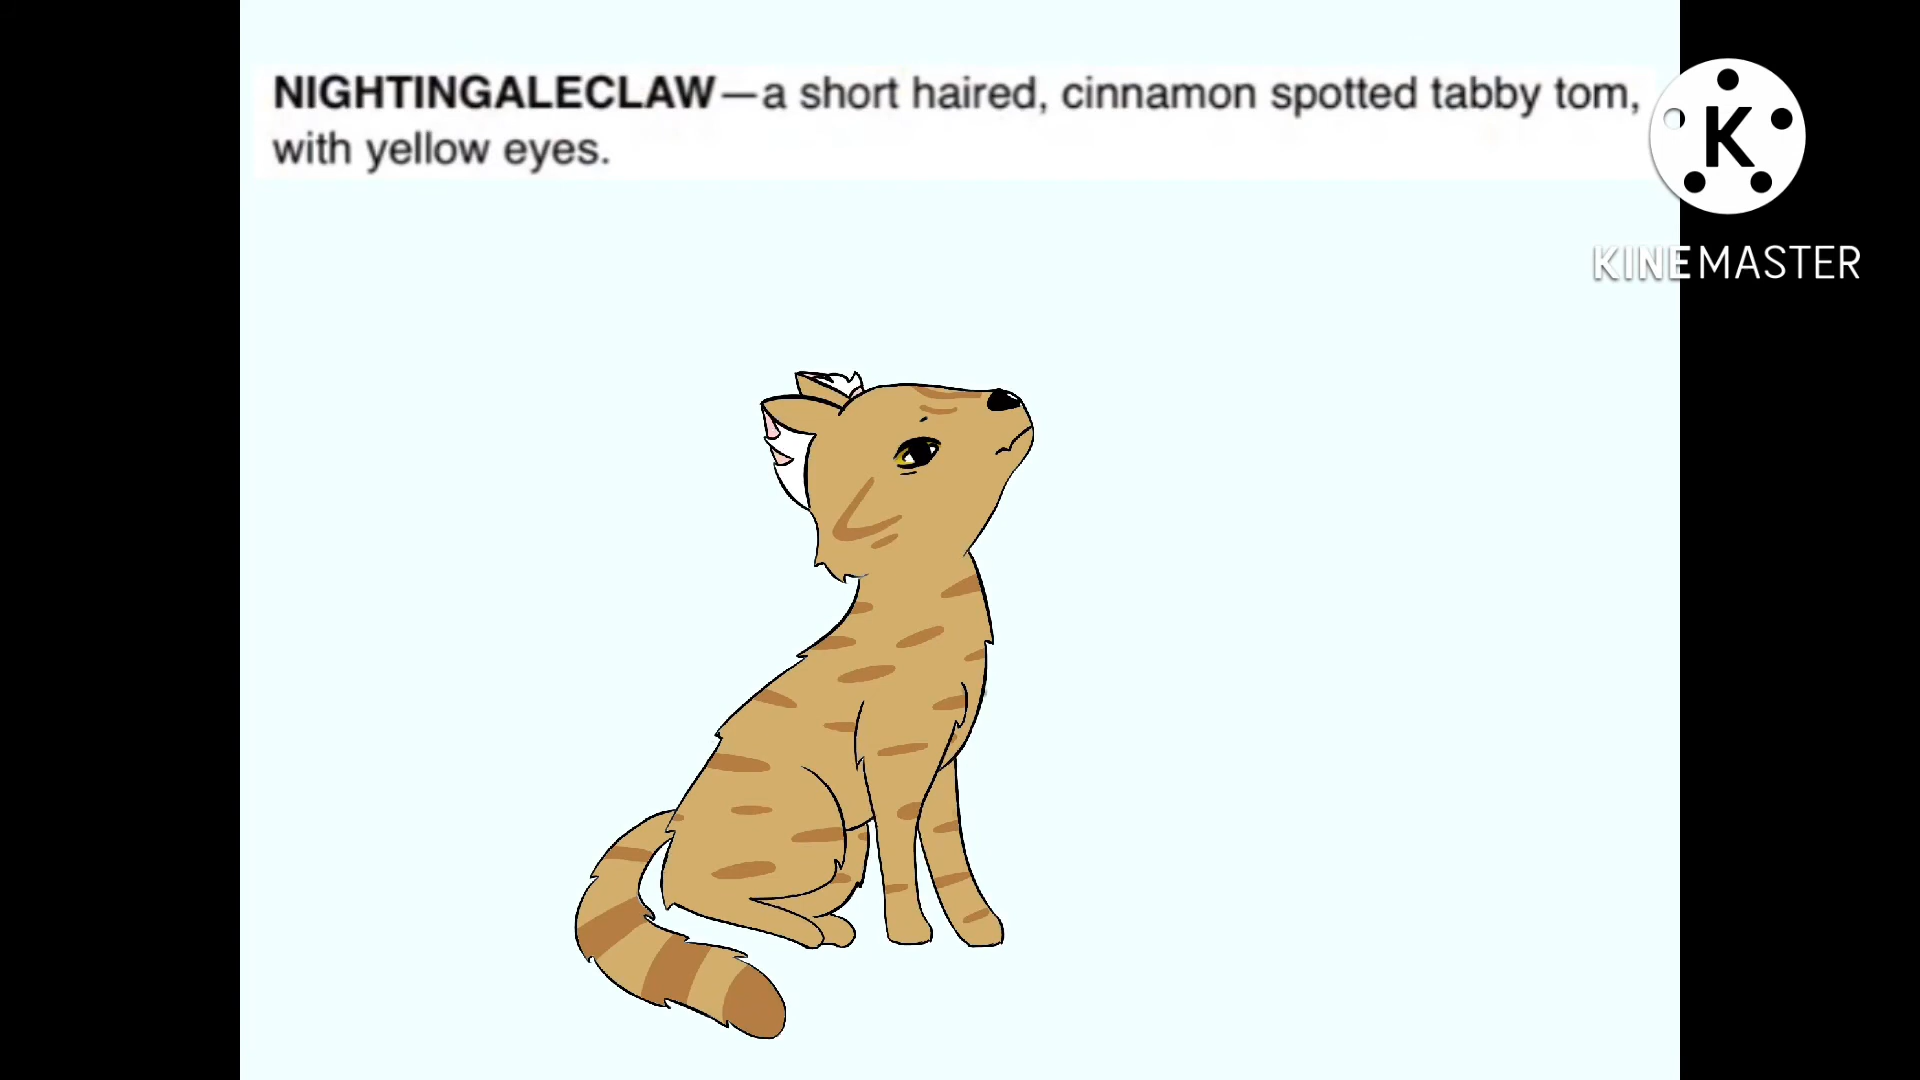 NIGHTINGALECLAW—a short haired, cinnamon spotted tabby tom,
with yellow eyes.
K
KINEMASTER